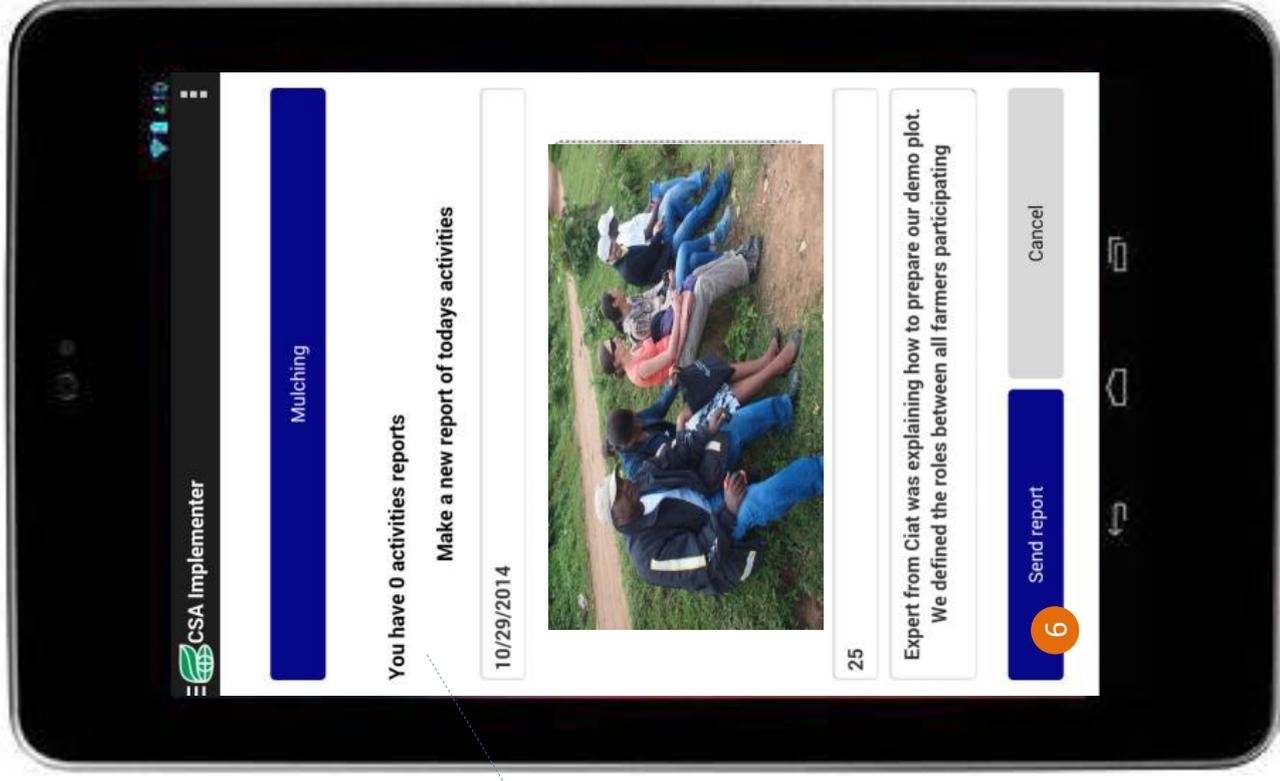 CSA Implementer
Mulching
You have 0 activities reports
Make a new report of todays activities
10/29/2014
25
Expert from Ciat was explaining how to prepare our demo plot.
We defined the roles between all farmers participating
Send report
Cancel
6